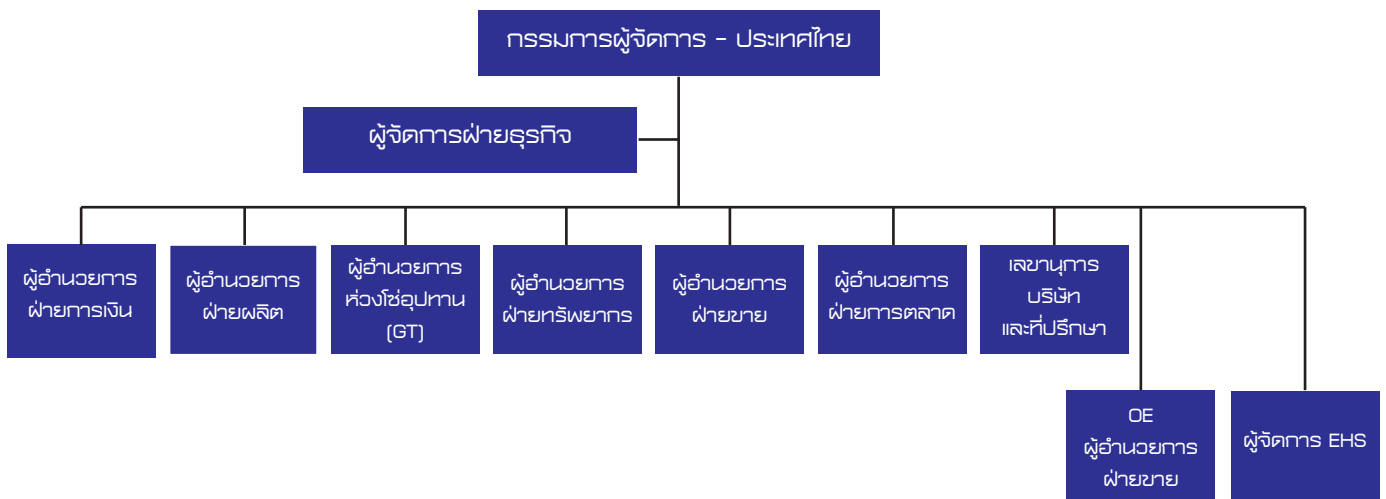 กรรมการผู้จัดการ - ประเทศไทย
ผู้จัดการฝ่ายธุรกิจ
ผู้อำนวยการ
ฝ่ายการเงิน
ผู้อำนวยการ
ฝ่ายผลิต
ผู้อำนวยการ
ห่วงโซ่อุปทาน
(GT)
ผู้อำนวยการ
ฝ่ายทรัพยากร
ผู้อำนวยการ
ฝ่ายขาย
ผู้อำนวยการ
ฝ่ายการตลาด
เลขานุการ
บริษัท
และที่ปรึกษา
OE
ผู้อำนวยการ
ฝ่ายขาย
ผู้จัดการ EHS